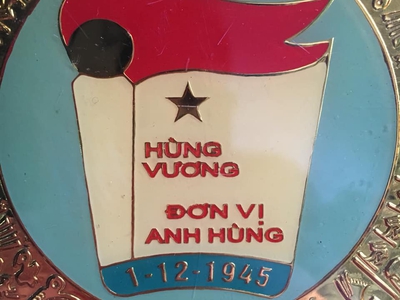 HÙNG
VƯƠNG
ĐƠN VỊ
ANH HÙNG
1-12-1945